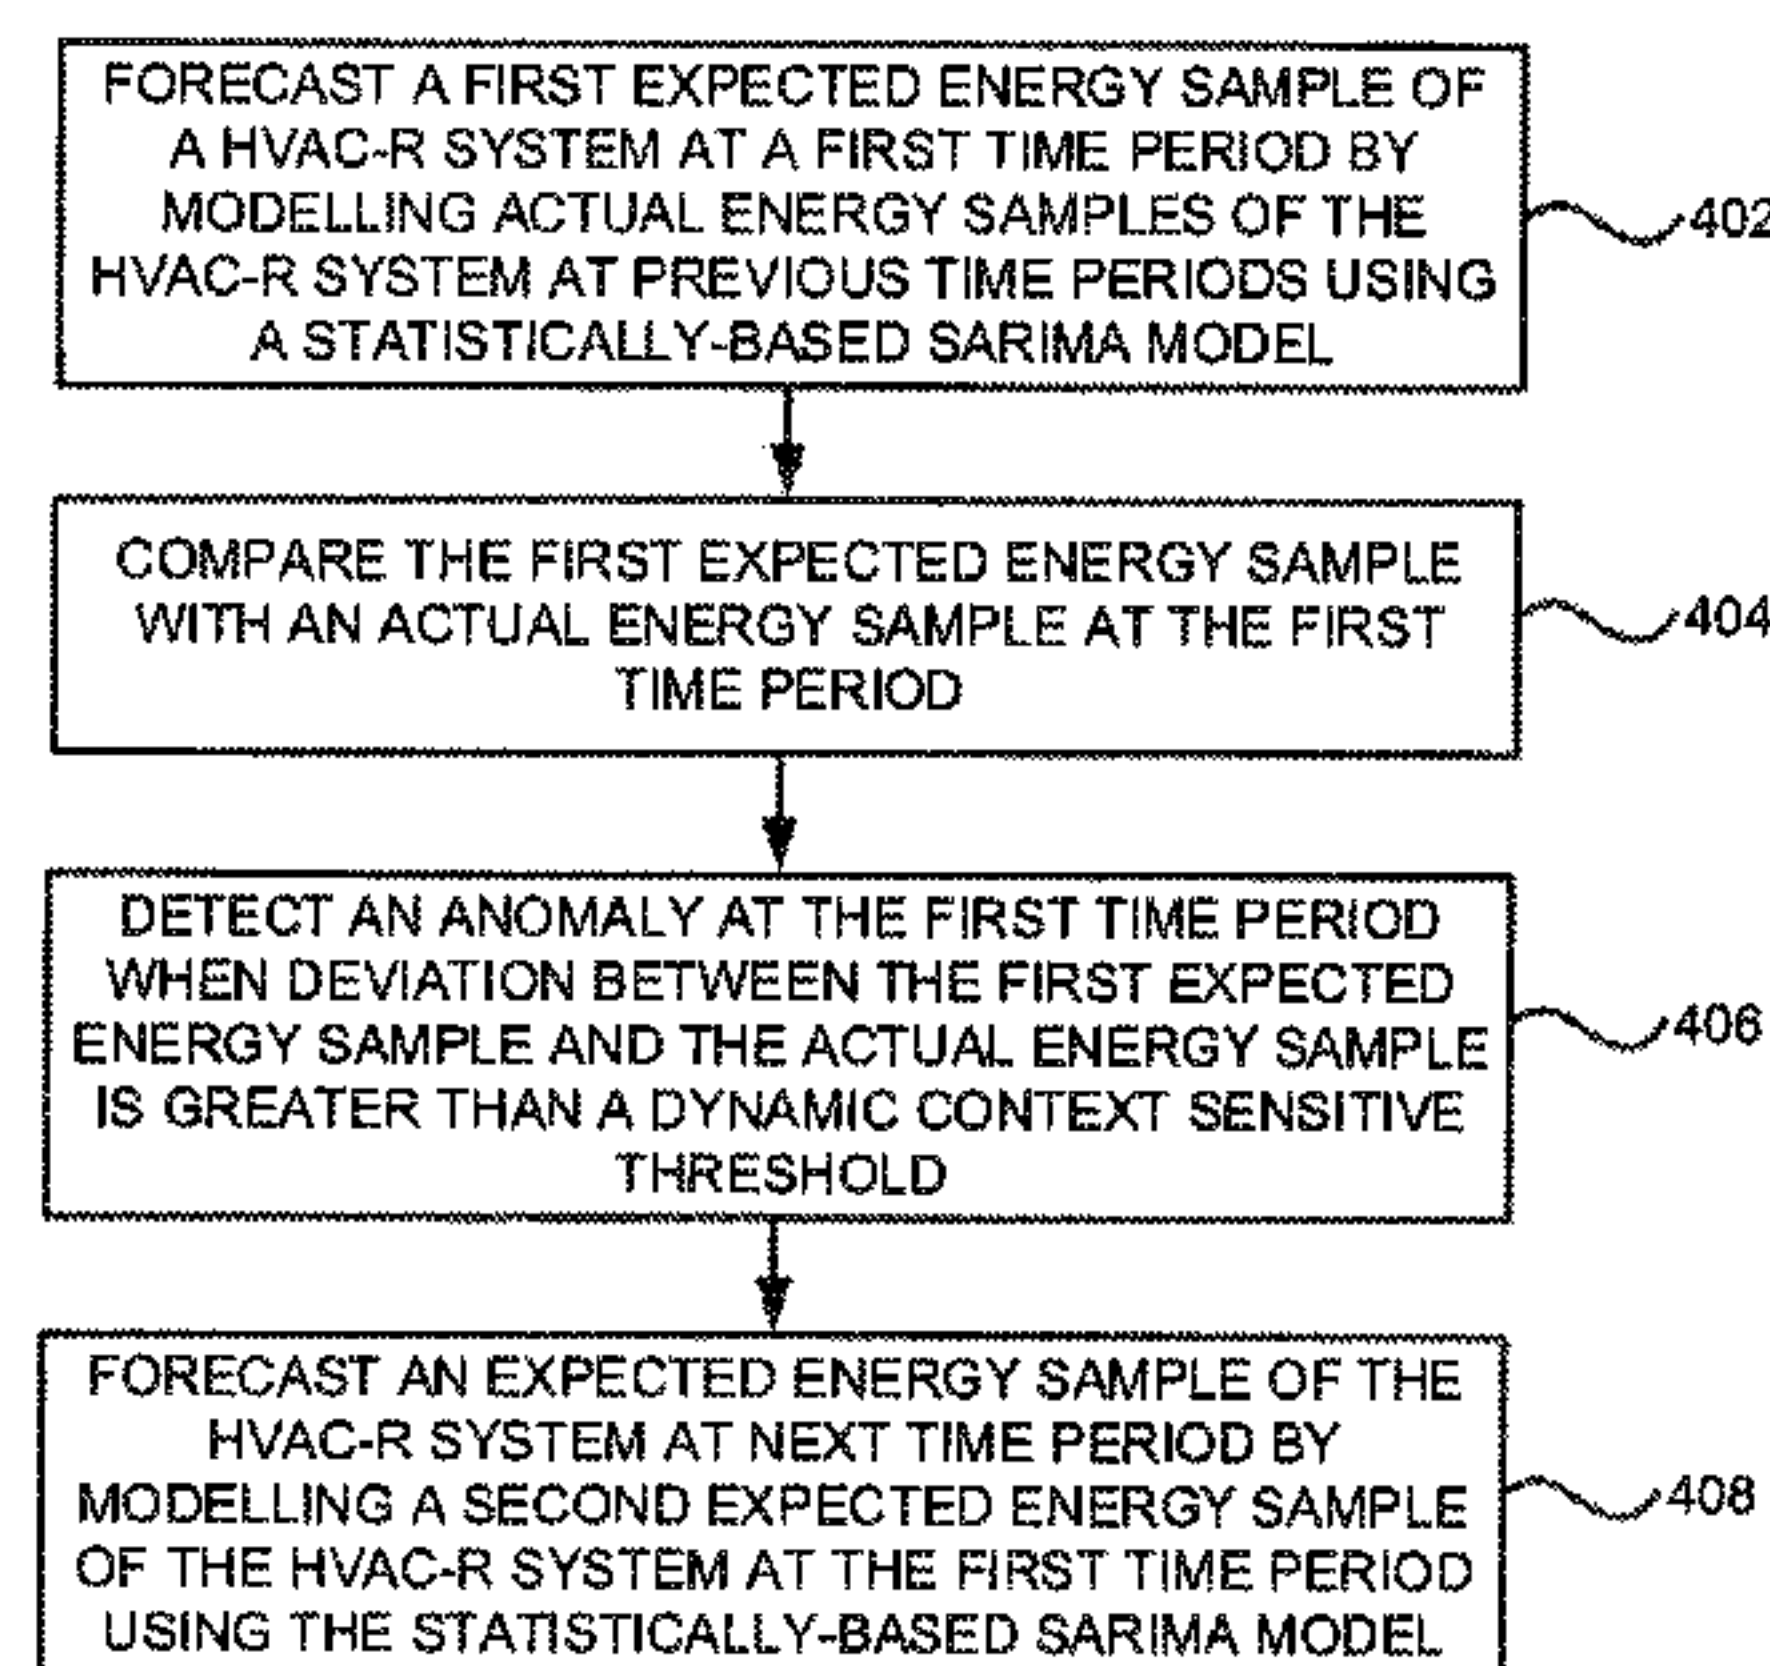 FORECAST A FIRST EXPECTED ENERGY SAMPLE OF
A HVAC-R SYSTEM AT A FIRST TIME PERIOD BY
MODELLING ACTUAL ENERGY SAMPLES OF THE
HVAC-R SYSTEM AT PREVIOUS TIME PERIODS USING
A STATISTICALLY-BASED SARIMA MODEL
402
COMPARE THE FIRST EXPECTED ENERGY SAMPLE
WITH AN ACTUAL ENERGY SAMPLE AT THE FIRST
TIME PERIOD
404
DETECT AN ANOMALY AT THE FIRST TIME PERIOD
WHEN DEVIATION BETWEEN THE FIRST EXPECTED
ENERGY SAMPLE AND THE ACTUAL ENERGY SAMPLE
IS GREATER THAN A DYNAMIC CONTEXT SENSITIVE
THRESHOLD
406
FORECAST AN EXPECTED ENERGY SAMPLE OF THE
HVAC-R SYSTEM AT NEXT TIME PERIOD BY
MODELLING A SECOND EXPECTED ENERGY SAMPLE
OF THE HVAC-R SYSTEM AT THE FIRST TIME PERIOD
USING THE STATISTICALLY-BASED SARIMA MODEL
408